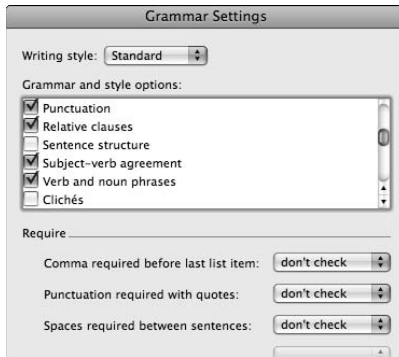 Grammar Settings
Writing style: Standard
Grammar and style options:
Punctuation
Relative clauses
Sentence structure
Subject-verb agreement
Verb and noun phrases
Clichés
Require
Comma required before last list item: don't check
Punctuation required with quotes: don't check
Spaces required between sentences: don't check